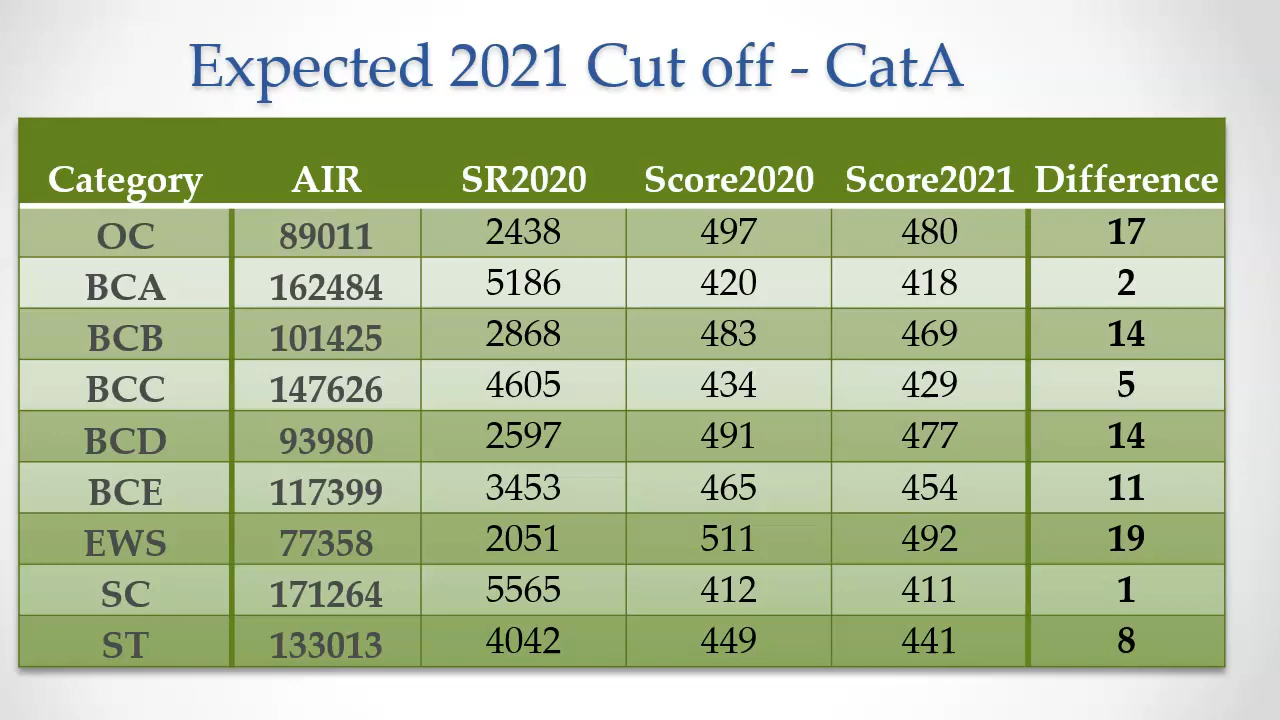 Expected 2021 Cut off - CatA
Category AIR SR2020 Score2020 Score2021 Difference
OC 89011 2438 497 480 17
BCA 162484 5186 420 418 2
BCB 101425 2868 483 469 14
BCC 147626 4605 434 429 5
BCD 93980 2597 491 477 14
BCE 117399 3453 465 454 11
EWS 77358 2051 511 492 19
SC 171264 5565 412 411 1
ST 133013 4042 449 441 8